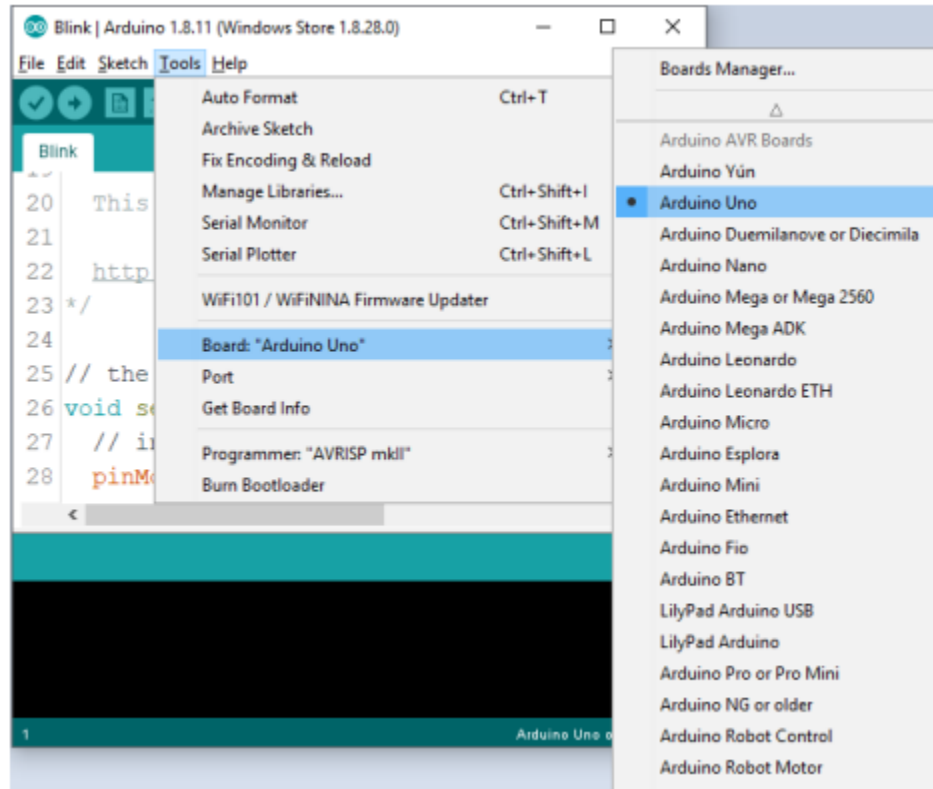 Blink | Arduino 1.8.11 (Windows Store 1.8.28.0)
File Edit Sketch Tools Help
Blink
20 This
21
22 http
23 */
24
25 // the
26 void se
27 // in
28 pinMo
Auto Format Ctrl+T
Archive Sketch
Fix Encoding & Reload
Manage Libraries... Ctrl+Shift+I
Serial Monitor Ctrl+Shift+M
Serial Plotter Ctrl+Shift+L
WiFi101 / WiFiNINA Firmware Updater
Board: "Arduino Uno"
Port
Get Board Info
Programmer: "AVRISP mkII"
Burn Bootloader
Boards Manager...
Arduino AVR Boards
Arduino Yún
Arduino Uno
Arduino Duemilanove or Diecimila
Arduino Nano
Arduino Mega or Mega 2560
Arduino Mega ADK
Arduino Leonardo
Arduino Leonardo ETH
Arduino Micro
Arduino Esplora
Arduino Mini
Arduino Ethernet
Arduino Fio
Arduino BT
LilyPad Arduino USB
LilyPad Arduino
Arduino Pro or Pro Mini
Arduino NG or older
Arduino Robot Control
Arduino Robot Motor
1 Arduino Uno o